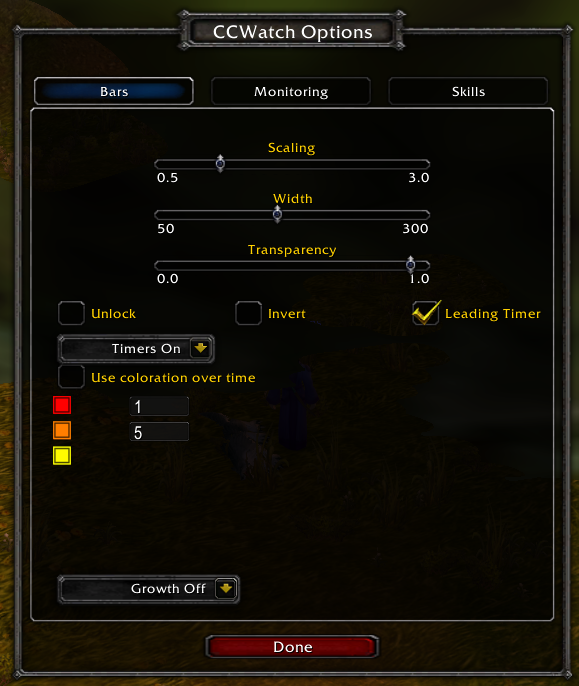 CCWatch Options
Bars Monitoring Skills
Scaling
0.5 3.0
Width
50 300
Transparency
0.0 1.0
Unlock Invert Leading Timer
Timers On
Use coloration over time
1
5
Growth Off
Done